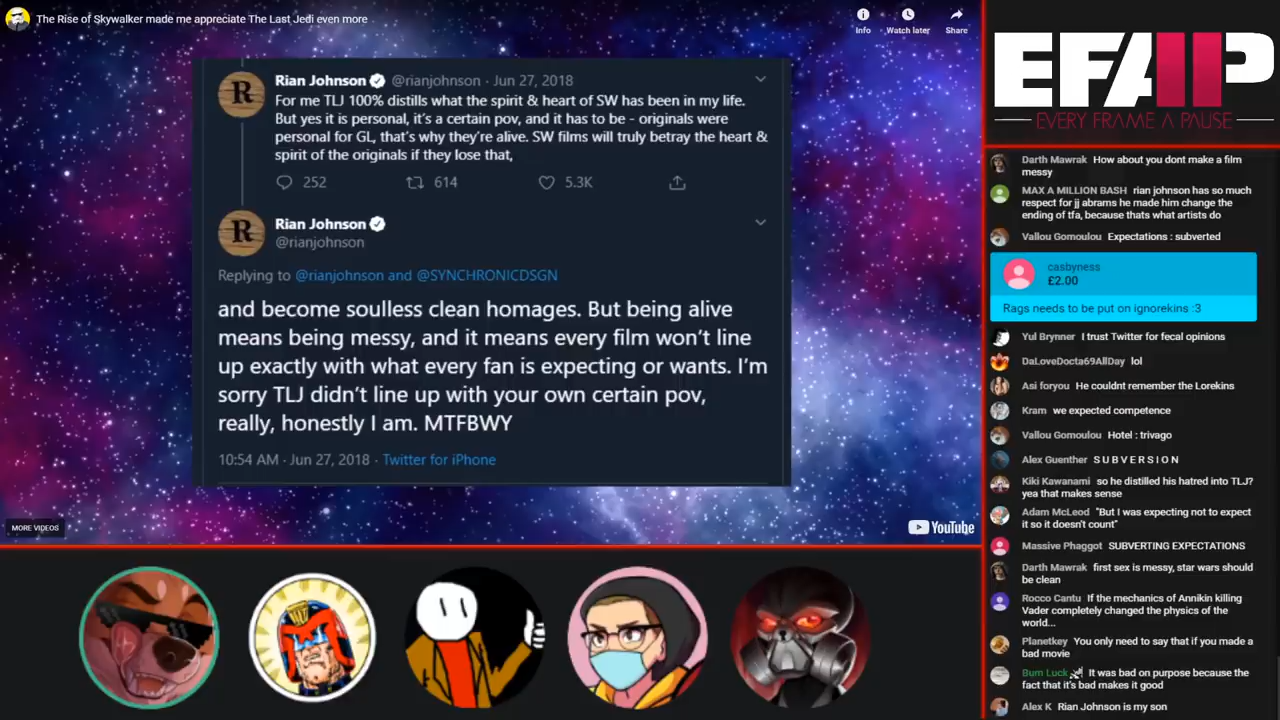 The Rise of Skywalker made me appreciate The Last Jedi even more
Info
Watch later
Share
Rian Johnson @rianjohnson · Jun 27, 2018
For me TLJ 100% distills what the spirit & heart of SW has been in my life.
But yes it is personal, it's a certain pov, and it has to be - originals were
personal for GL, that's why they're alive. SW films will truly betray the heart &
spirit of the originals if they lose that,
252
614
5.3K
R
Rian Johnson
@rianjohnson
Replying to @rianjohnson and @SYNCHRONICDSGN
and become soulless clean homages. But being alive
means being messy, and it means every film won't line
up exactly with what every fan is expecting or wants. I'm
sorry TLJ didn't line up with your own certain pov,
really, honestly I am. MTFBWY
10:54 AM · Jun 27, 2018 · Twitter for iPhone
MORE VIDEOS
YouTube
EFAP
EVERY FRAME A PAUSE
Darth Mawrak How about you dont make a film
messy
MAX A MILLION BASH rian johnson has so much
respect for jj abrams he made him change the
ending of tfa, because thats what artists do
Vallou Gomoulou Expectations : subverted
casbyness
£2.00
Rags needs to be put on ignorekins :3
Yul Brynner I trust Twitter for fecal opinions
DaLoveDocta69AllDay lol
Asi foryou He couldnt remember the Lorekins
Kram we expected competence
Vallou Gomoulou Hotel : trivago
Alex Guenther S U B V E R S I O N
Kiki Kawanami so he distilled his hatred into TLJ?
yea that makes sense
Adam McLeod "But I was expecting not to expect
it so it doesn't count"
Massive Phaggot SUBVERTING EXPECTATIONS
Darth Mawrak first sex is messy, star wars should
be clean
Rocco Cantu If the mechanics of Annikin killing
Vader completely changed the physics of the
world...
Planetkey You only need to say that if you made a
bad movie
Bum Luck It was bad on purpose because the
fact that it's bad makes it good
Alex K Rian Johnson is my son